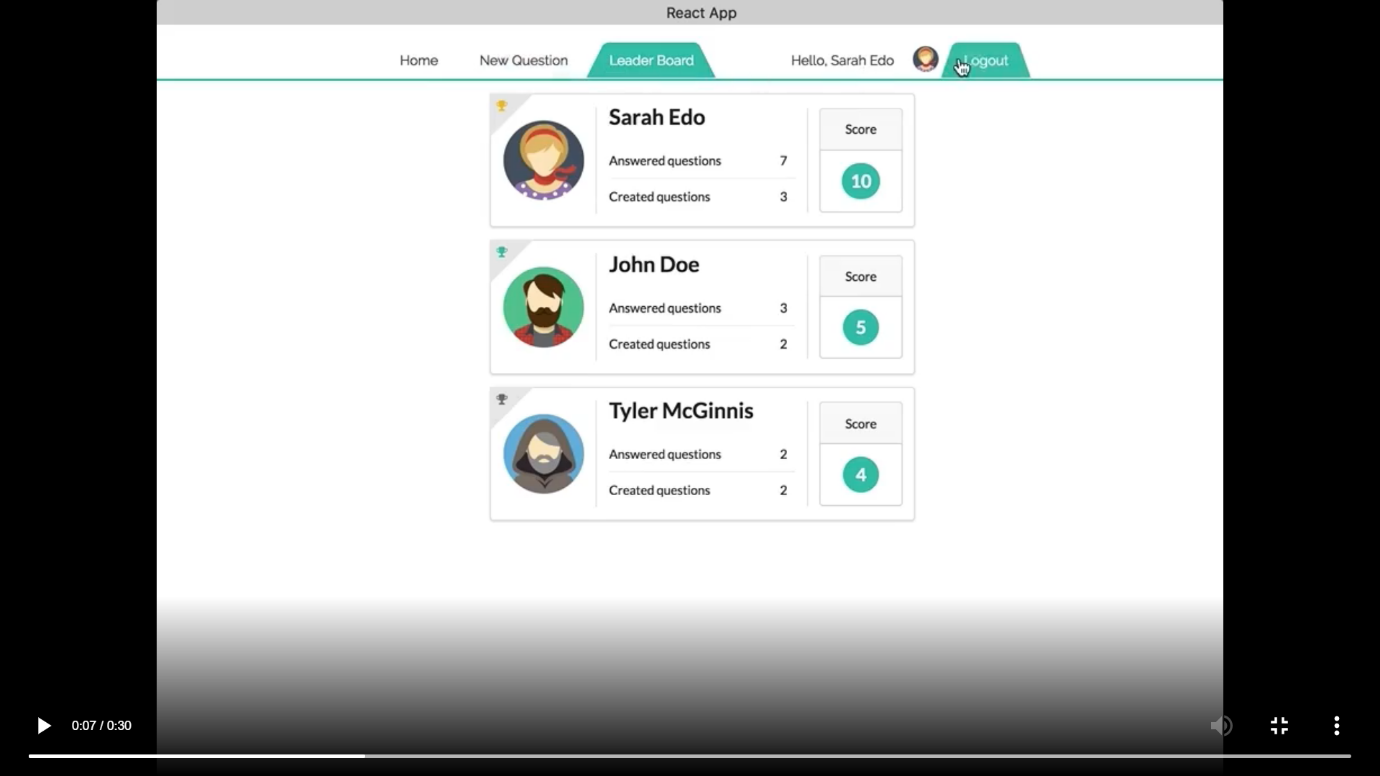 React App
Home New Question Leader Board Hello, Sarah Edo Logout
Sarah Edo
Answered questions 7
Created questions 3
Score
10
John Doe
Answered questions 3
Created questions 2
Score
5
Tyler McGinnis
Answered questions 2
Created questions 2
Score
4
0:07 / 0:30